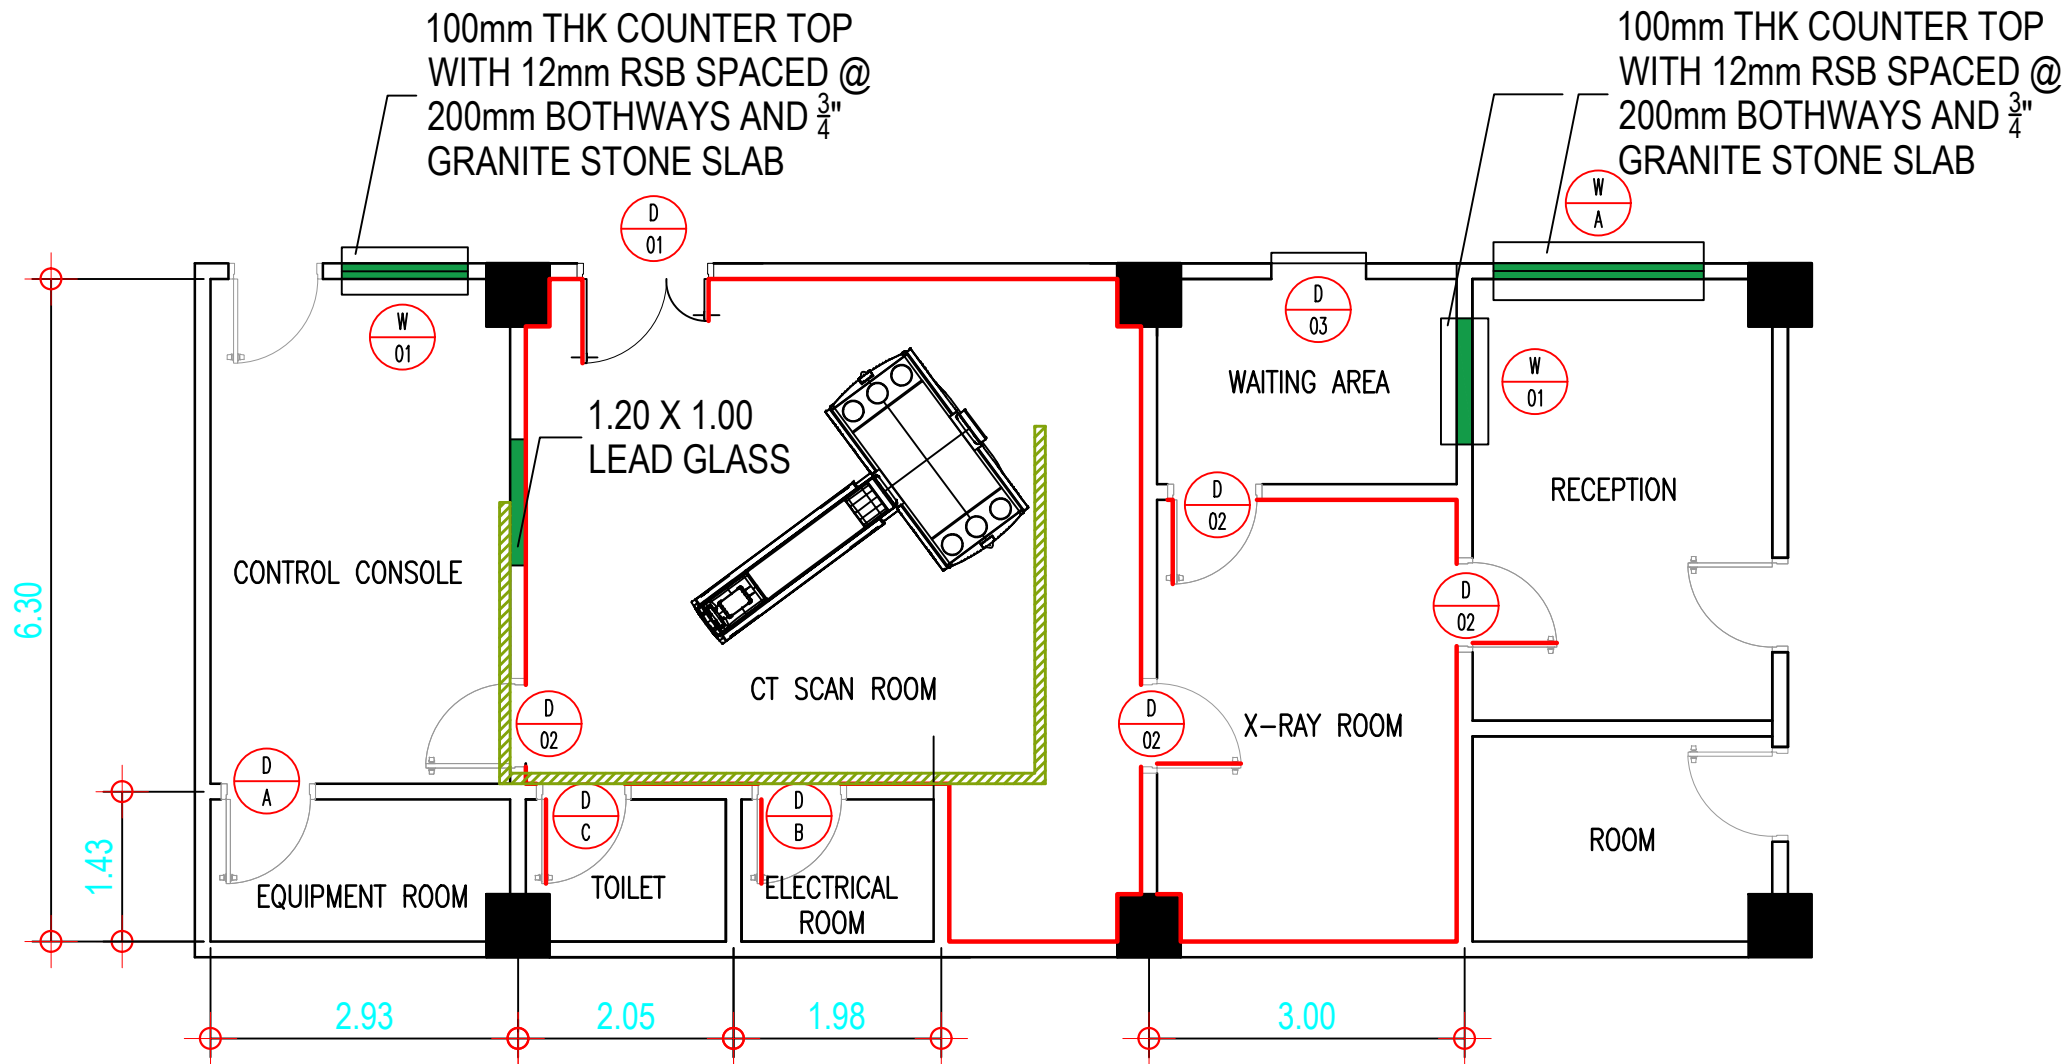 100mm THK COUNTER TOP
WITH 12mm RSB SPACED @
200mm BOTHWAYS AND 3/4"
GRANITE STONE SLAB
100mm THK COUNTER TOP
WITH 12mm RSB SPACED @
200mm BOTHWAYS AND 3/4"
GRANITE STONE SLAB
W
A
D
01
W
01
D
03
W
01
WAITING AREA
1.20 X 1.00
LEAD GLASS
RECEPTION
D
02
CONTROL CONSOLE
6.30
D
02
CT SCAN ROOM
D
02
D
02
X-RAY ROOM
D
A
D
C
D
B
ROOM
1.43
EQUIPMENT ROOM
TOILET
ELECTRICAL
ROOM
2.93
2.05
1.98
3.00